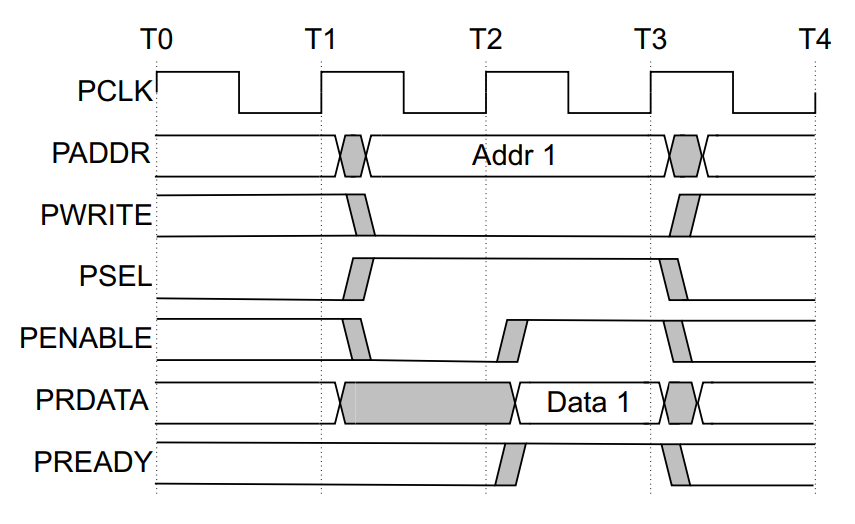 T0 T1 T2 T3 T4
PCLK
PADDR Addr 1
PWRITE
PSEL
PENABLE
PRDATA Data 1
PREADY